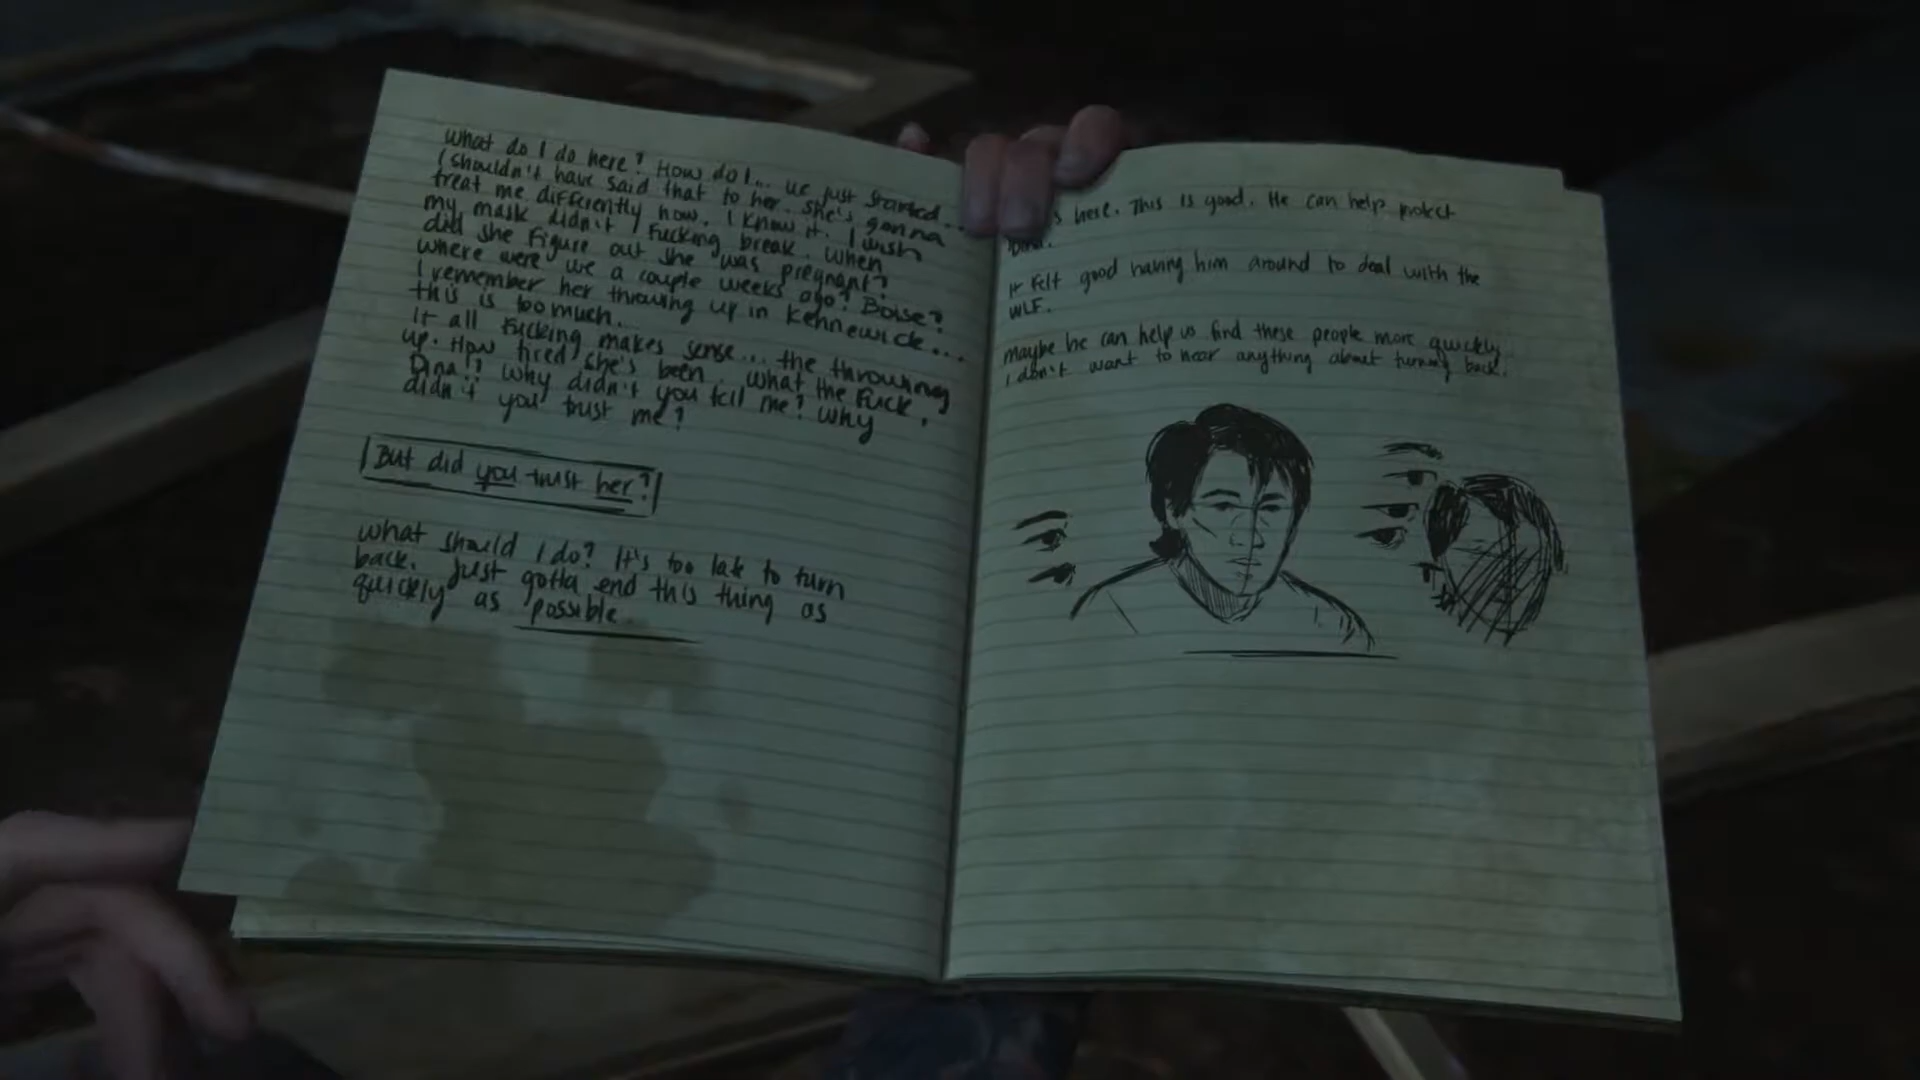 What do I do here? How do I... we just started...
I shouldn't have said that to her. She's gonna
treat me differently now. I know it. I wish
my mask didn't fucking break. When
did she figure out she was pregnant?
where were we a couple weeks ago? Boise?
I remember her throwing up in Kennewick...
this is too much...
It all fucking makes sense... the throwing
up. How tired she's been. What the fuck,
Dina!? Why didn't you tell me? Why
didn't you trust me?
But did you trust her?
What should I do? It's too late to turn
back. Just gotta end this thing as
quickly as possible.
s here. This is good. He can help protect
It felt good having him around to deal with the
WLF.
Maybe he can help us find these people more quickly.
I don't want to hear anything about turning back.